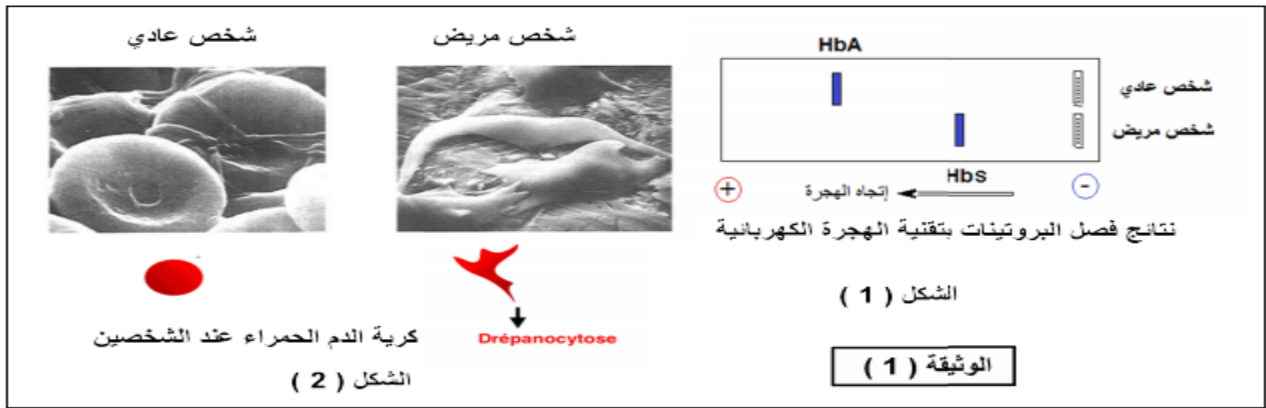 شخص عادي
شخص مريض
HbA
شخص عادي
شخص مريض
HbS
+ إتجاه الهجرة -
نتائج فصل البروتينات بتقنية الهجرة الكهربائية
الشكل ( 1 )
Drépanocytose
كرية الدم الحمراء عند الشخصين
الشكل ( 2 )
الوثيقة ( 1 )